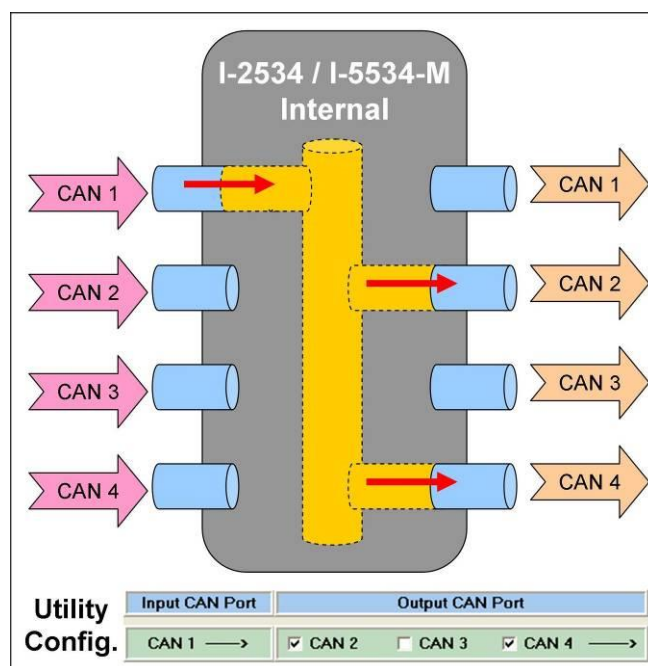 I-2534 / I-5534-M
Internal
CAN 1
CAN 1
CAN 2
CAN 2
CAN 3
CAN 3
CAN 4
CAN 4
Utility
Config.
Input CAN Port
Output CAN Port
CAN 1
CAN 2
CAN 3
CAN 4